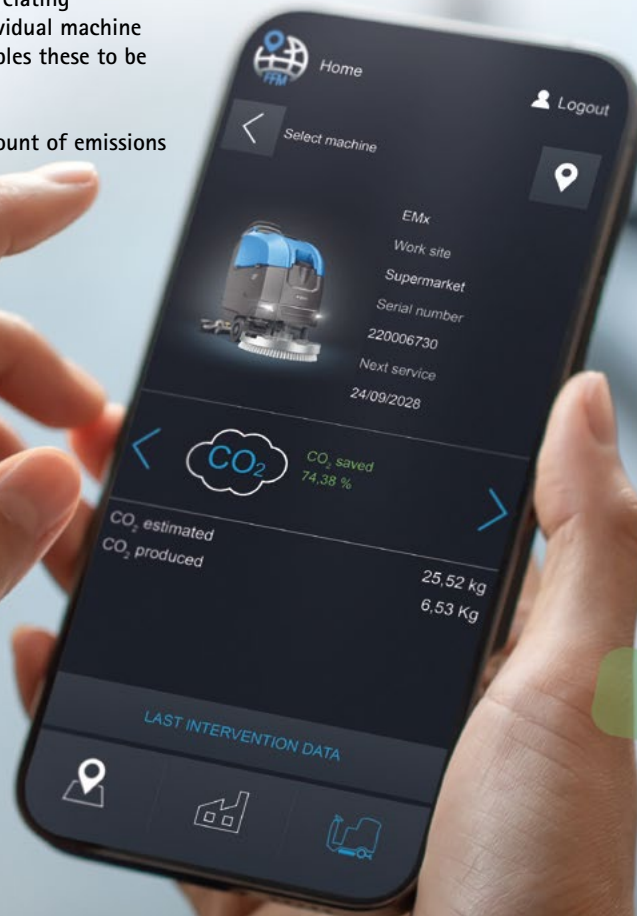 relating
vidual machine
bles these to be
ount of emissions
FFM
Home
Logout
Select machine
EMx
Work site
Supermarket
Serial number
220006730
Next service
24/09/2028
CO₂
CO₂ saved
74,38 %
CO₂ estimated
25,52 kg
CO₂ produced
6,53 Kg
LAST INTERVENTION DATA